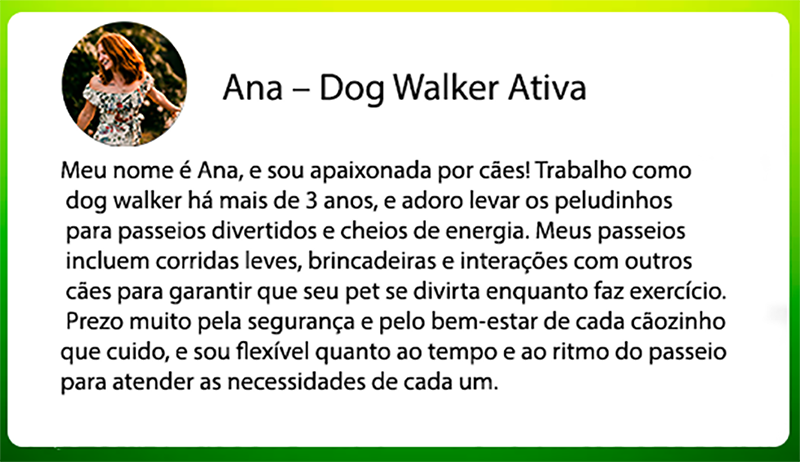 Ana – Dog Walker Ativa
Meu nome é Ana, e sou apaixonada por cães! Trabalho como
dog walker há mais de 3 anos, e adoro levar os peludinhos
para passeios divertidos e cheios de energia. Meus passeios
incluem corridas leves, brincadeiras e interações com outros
cães para garantir que seu pet se divirta enquanto faz exercício.
Prezo muito pela segurança e pelo bem-estar de cada cãozinho
que cuido, e sou flexível quanto ao tempo e ao ritmo do passeio
para atender as necessidades de cada um.